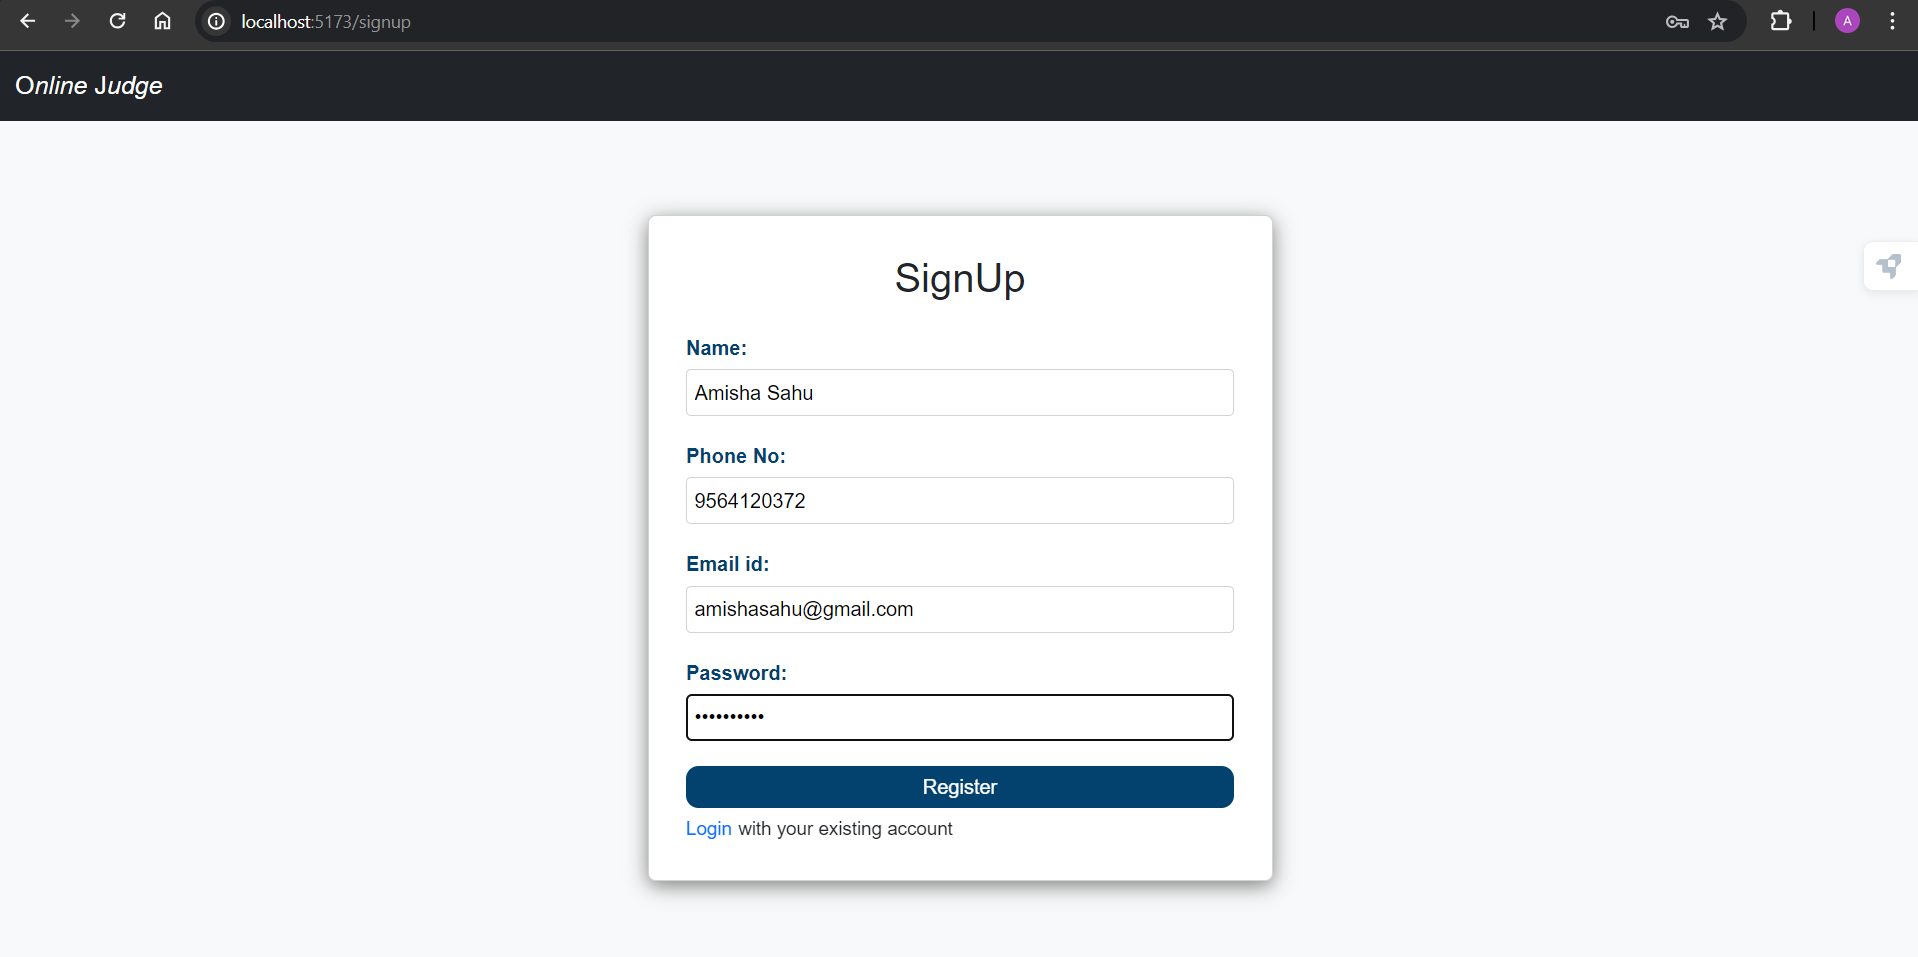 localhost:5173/signup
A
Online Judge
SignUp
Name:
Amisha Sahu
Phone No:
9564120372
Email id:
amishasahu@gmail.com
Password:
••••••••••
Register
Login with your existing account